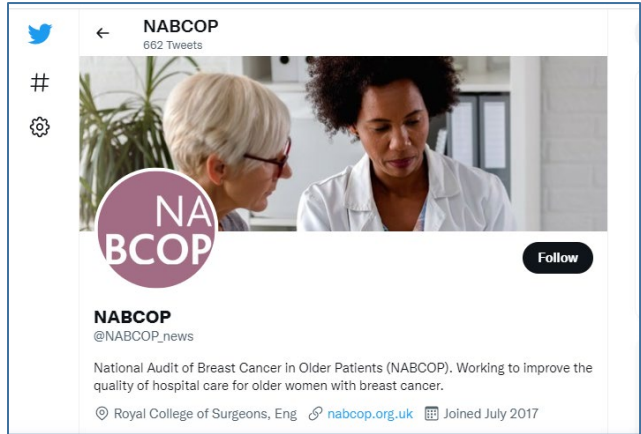 NABCOP
662 Tweets
#
NA
BCOP
Follow
NABCOP
@NABCOP_news
National Audit of Breast Cancer in Older Patients (NABCOP). Working to improve the
quality of hospital care for older women with breast cancer.
Royal College of Surgeons, Eng nabcop.org.uk Joined July 2017